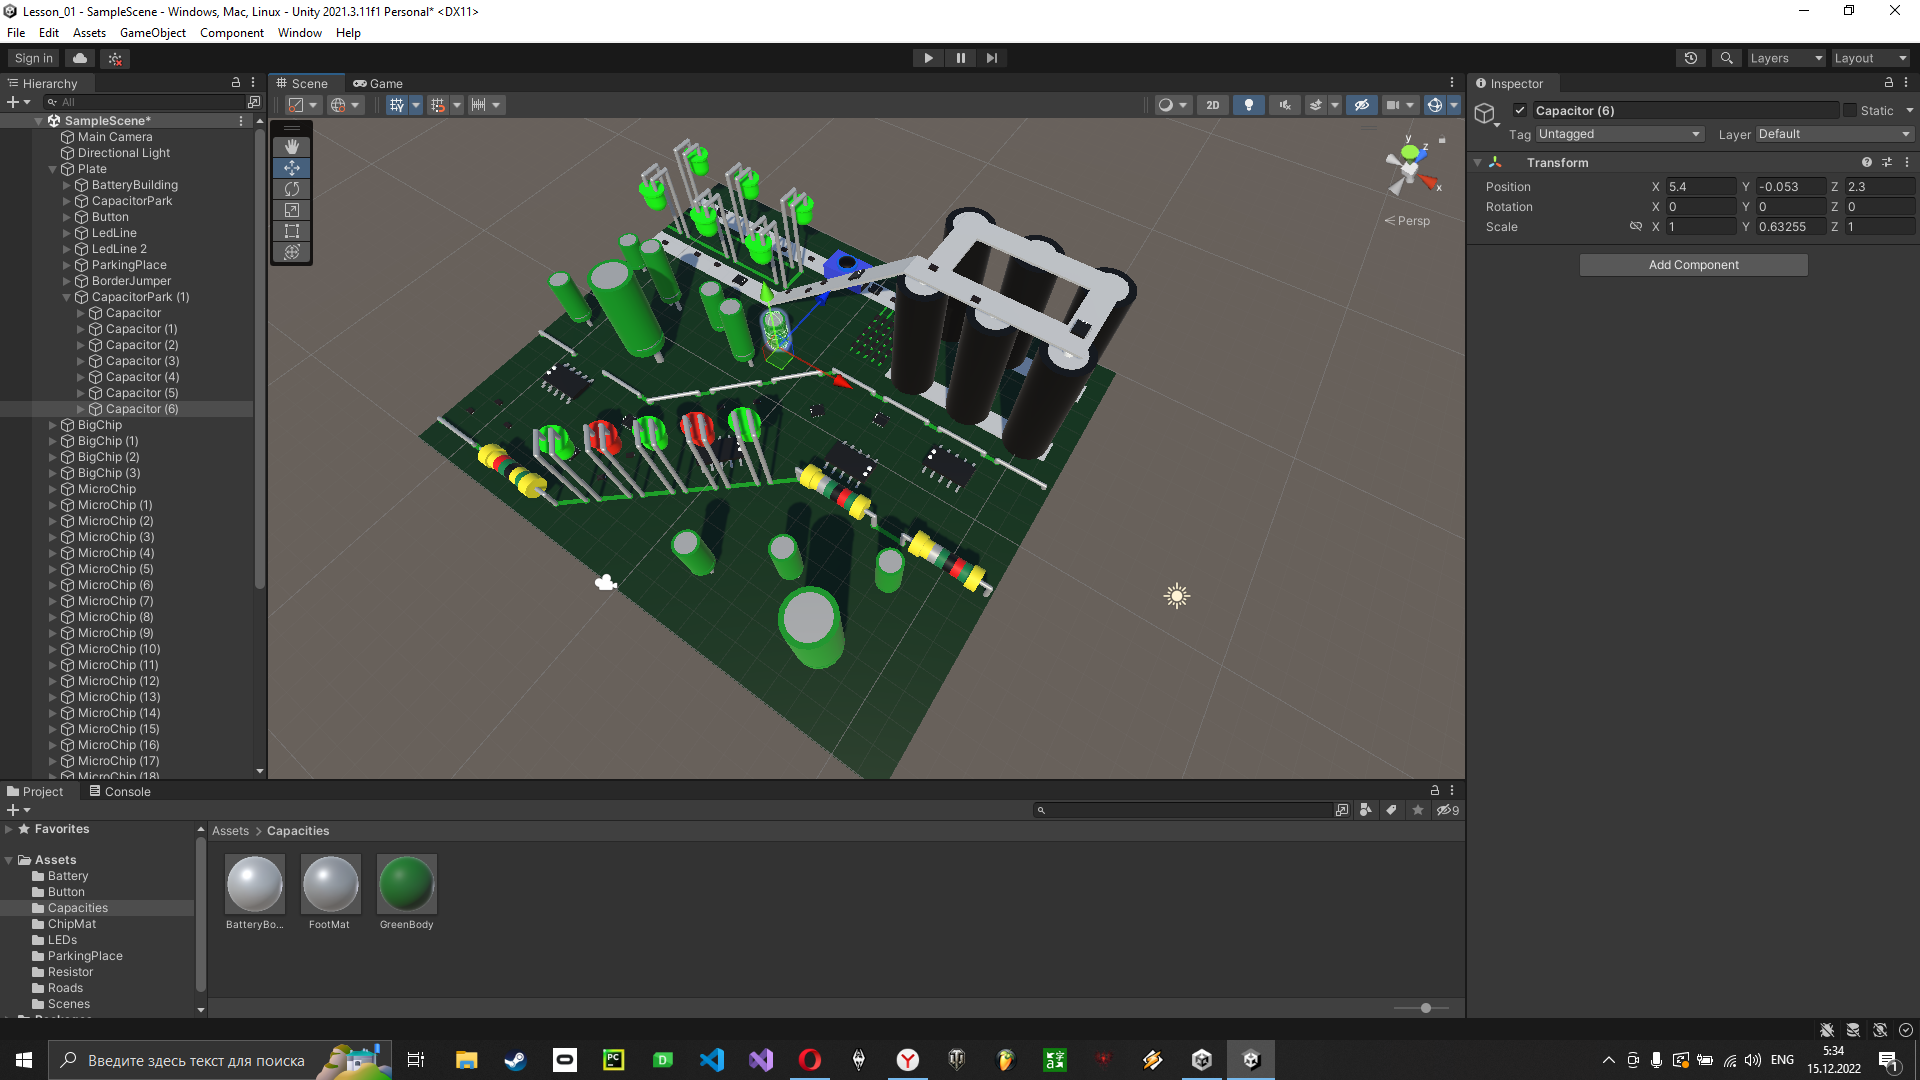 Lesson_01 - SampleScene - Windows, Mac, Linux - Unity 2021.3.11f1 Personal* <DX11>
File Edit Assets GameObject Component Window Help
Sign in
Layers
Layout
Hierarchy
All
SampleScene*
Main Camera
Directional Light
Plate
BatteryBuilding
CapacitorPark
Button
LedLine
LedLine 2
ParkingPlace
BorderJumper
CapacitorPark (1)
Capacitor
Capacitor (1)
Capacitor (2)
Capacitor (3)
Capacitor (4)
Capacitor (5)
Capacitor (6)
BigChip
BigChip (1)
BigChip (2)
BigChip (3)
MicroChip
MicroChip (1)
MicroChip (2)
MicroChip (3)
MicroChip (4)
MicroChip (5)
MicroChip (6)
MicroChip (7)
MicroChip (8)
MicroChip (9)
MicroChip (10)
MicroChip (11)
MicroChip (12)
MicroChip (13)
MicroChip (14)
MicroChip (15)
MicroChip (16)
MicroChip (17)
MicroChip (18)
Scene Game
2D
y
z
x
Persp
Inspector
Capacitor (6)
Static
Tag Untagged Layer Default
Transform
Position X 5.4 Y -0.053 Z 2.3
Rotation X 0 Y 0 Z 0
Scale X 1 Y 0.63255 Z 1
Add Component
Project Console
9
Favorites
Assets
Battery
Button
Capacities
ChipMat
LEDs
ParkingPlace
Resistor
Roads
Scenes
Assets > Capacities
BatteryBo...
FootMat
GreenBody
Введите здесь текст для поиска
PC
D
ENG
5:34
15.12.2022
1